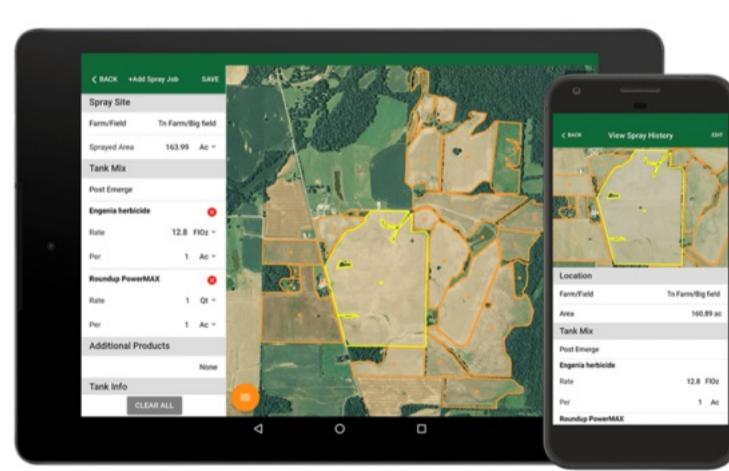 BACK +Add Spray Job SAVE
Spray Site
Farm/Field Tn Farm/Big field
Sprayed Area 163.99 Ac
Tank Mix
Post Emerge
Engenia herbicide
Rate 12.8 FlOz
Per 1 Ac
Roundup PowerMAX
Rate 1 Qt
Per 1 Ac
Additional Products
None
Tank Info
CLEAR ALL
BACK View Spray History EDIT
Location
Farm/Field Tn Farm/Big field
Area 160.89 ac
Tank Mix
Post Emerge
Engenia herbicide
Rate 12.8 FlOz
Per 1 Ac
Roundup PowerMAX